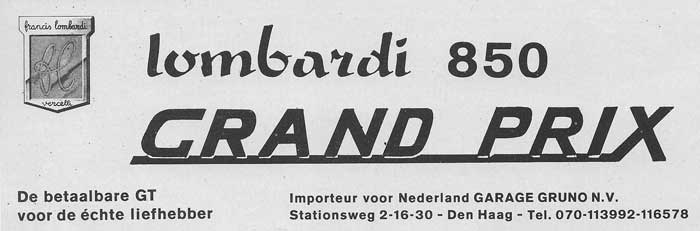 francis lombardi
fl
vercelli
lombardi 850
GRAND PRIX
De betaalbare GT
voor de échte liefhebber
Importeur voor Nederland GARAGE GRUNO N.V.
Stationsweg 2-16-30 - Den Haag - Tel. 070-113992-116578